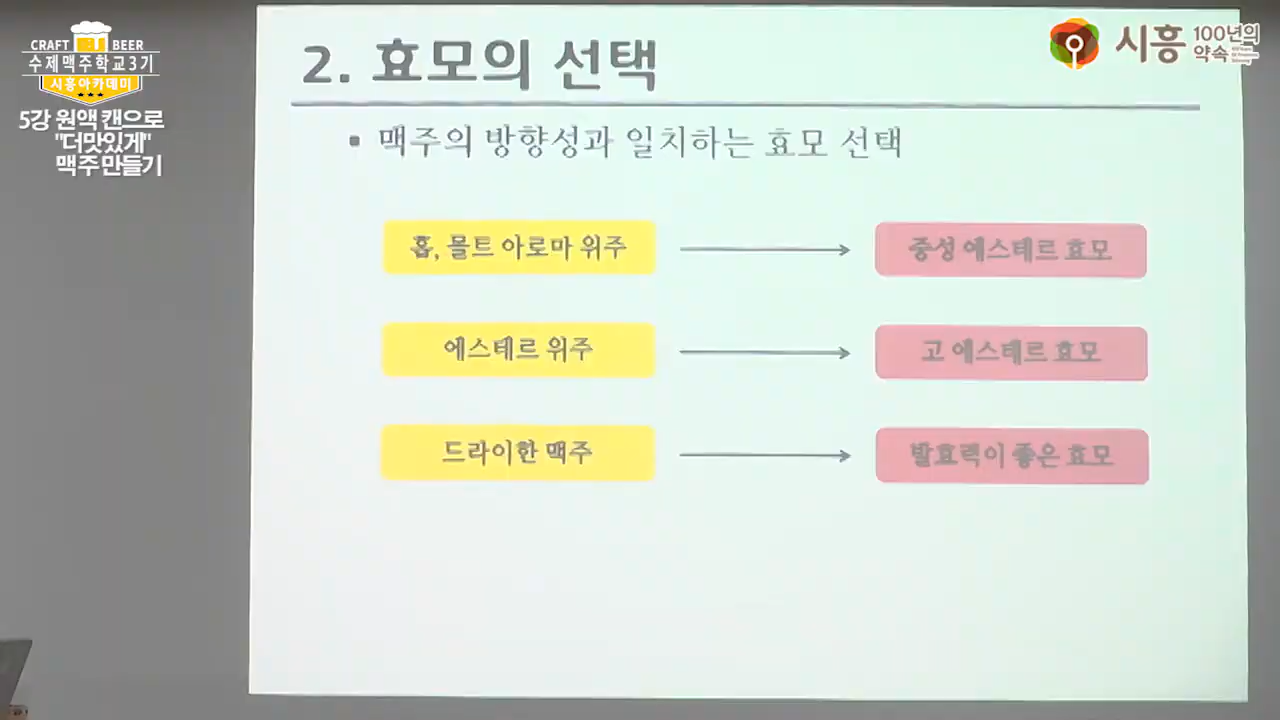 CRAFT BEER
수제맥주학교3기
시흥아카데미
5강 원액 캔으로
"더맛있게"
맥주 만들기
시흥 100년의
약속
2. 효모의 선택
▪ 맥주의 방향성과 일치하는 효모 선택
홉, 몰트 아로마 위주
중성 에스테르 효모
에스테르 위주
고 에스테르 효모
드라이한 맥주
발효력이 좋은 효모